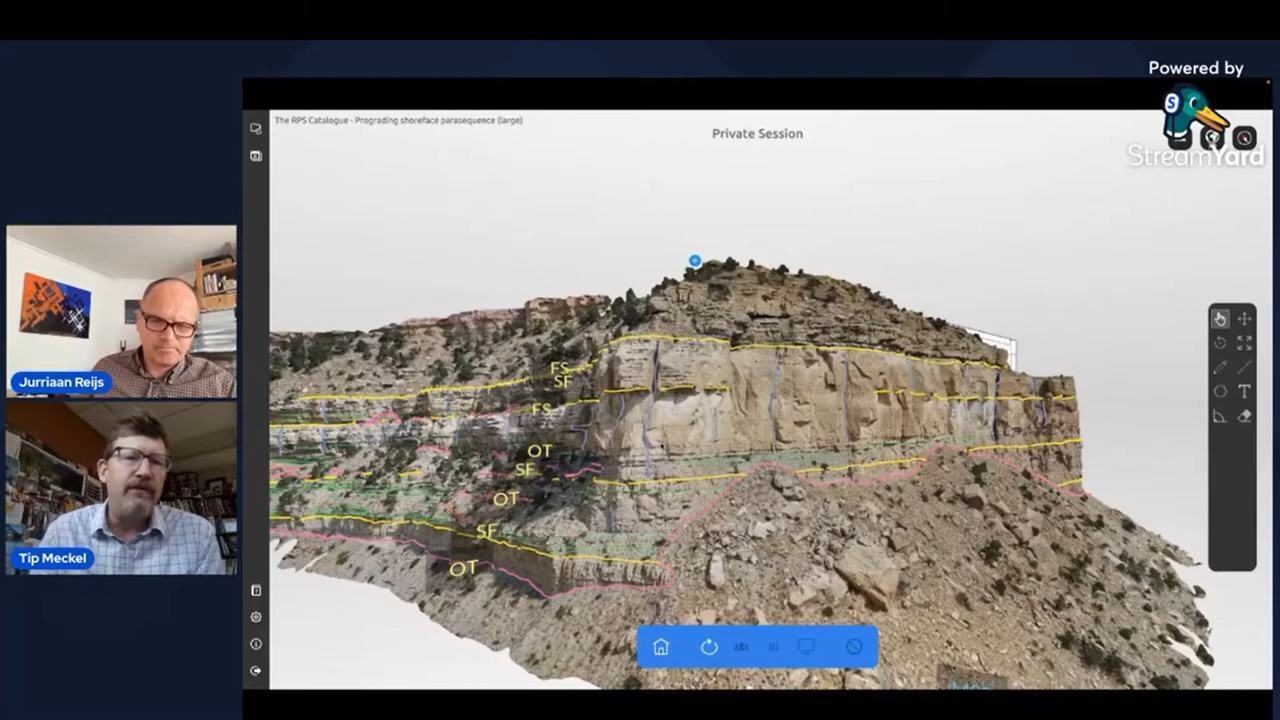 Powered by
S
StreamYard
The RPS Catalogue - Prograding shoreface parasequence (large)
Private Session
FS
SF
FS
OT
SF
OT
SF
OT
Jurriaan Reijs
Tip Meckel
T